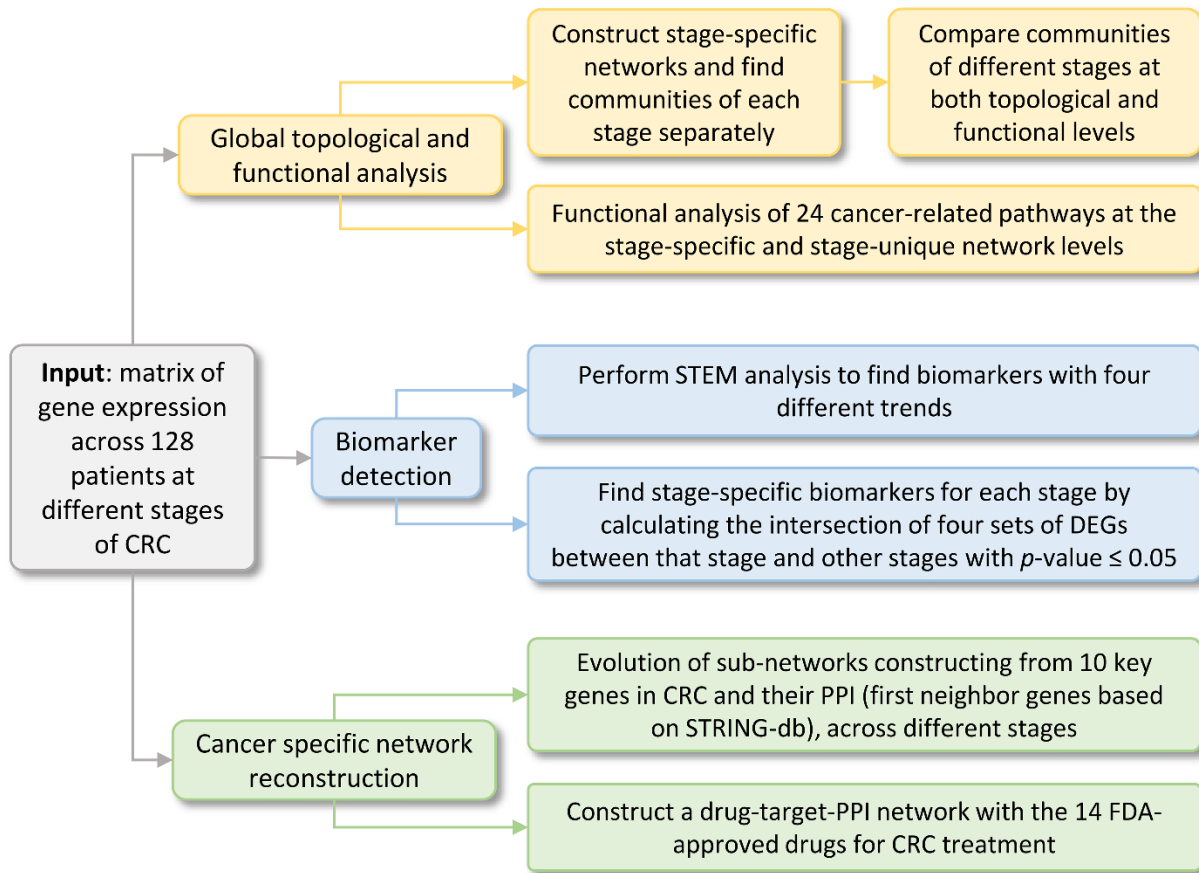 Input: matrix of
gene expression
across 128
patients at
different stages
of CRC
Global topological and
functional analysis
Construct stage-specific
networks and find
communities of each
stage separately
Compare communities
of different stages at
both topological and
functional levels
Functional analysis of 24 cancer-related pathways at the
stage-specific and stage-unique network levels
Biomarker
detection
Perform STEM analysis to find biomarkers with four
different trends
Find stage-specific biomarkers for each stage by
calculating the intersection of four sets of DEGs
between that stage and other stages with p-value ≤ 0.05
Cancer specific network
reconstruction
Evolution of sub-networks constructing from 10 key
genes in CRC and their PPI (first neighbor genes based
on STRING-db), across different stages
Construct a drug-target-PPI network with the 14 FDA-
approved drugs for CRC treatment